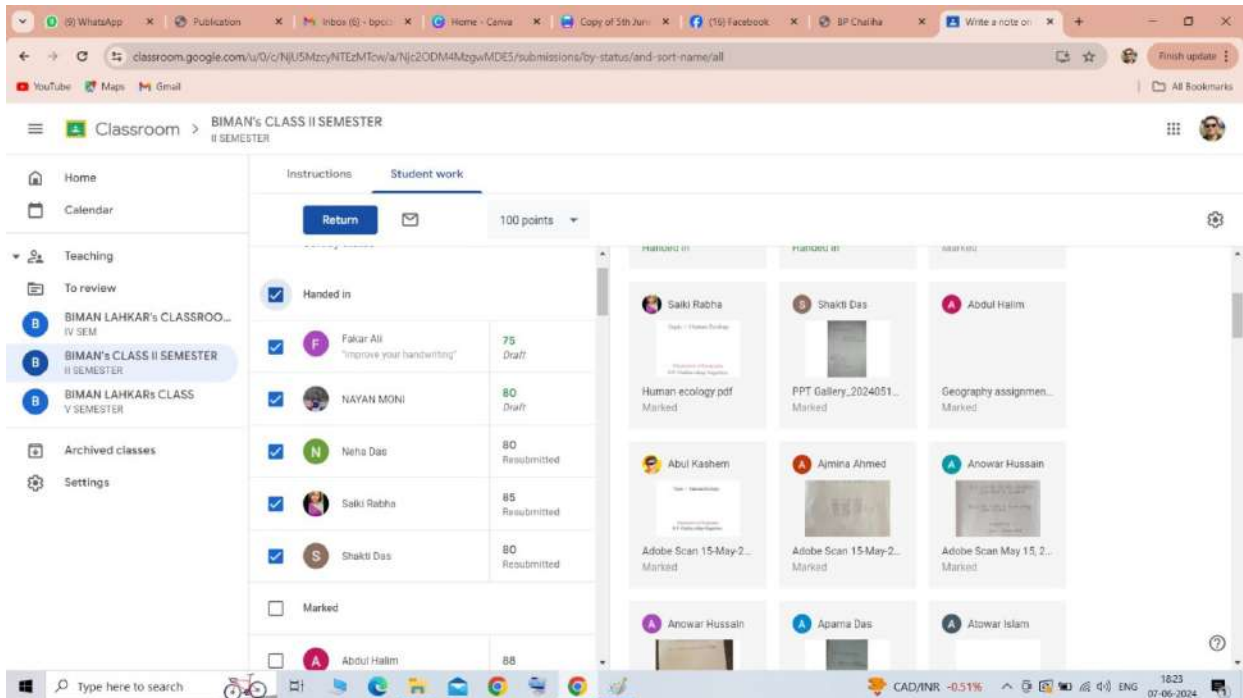 (9) WhatsApp
Publication
Inbox (6) - bpcol
Home - Canva
Copy of 5th Jun
(16) Facebook
BP Chaliha
Write a note on
classroom.google.com/u/0/c/NjU5MzcyNTEzMTcw/a/Njc2ODM4MzgwMDE5/submissions/by-status/and-sort-name/all
Finish update
YouTube
Maps
Gmail
All Bookmarks
Classroom > BIMAN's CLASS II SEMESTER
II SEMESTER
Home
Calendar
Teaching
To review
B BIMAN LAHKAR's CLASSROO...
IV SEM
B BIMAN's CLASS II SEMESTER
II SEMESTER
B BIMAN LAHKARs CLASS
V SEMESTER
Archived classes
Settings
Instructions
Student work
Return
100 points
Handed in
F Fakar Ali
"Improve your handwriting"
75
Draft
NAYAN MONI
80
Draft
N Neha Das
80
Resubmitted
Saiki Rabha
85
Resubmitted
S Shakti Das
80
Resubmitted
Marked
A Abdul Halim
88
Handed in
Handed in
Marked
Saiki Rabha
Human ecology pdf
Marked
S Shakti Das
PPT Gallery_2024051...
Marked
A Abdul Halim
Geography assignmen...
Marked
Abul Kashem
Adobe Scan 15-May-2...
Marked
A Ajmina Ahmed
Adobe Scan 15-May-2...
Marked
A Anowar Hussain
Adobe Scan May 15, 2...
Marked
A Anowar Hussain
A Aparna Das
A Atowar Islam
Type here to search
CAD/INR -0.51%
ENG
18:23
07-06-2024